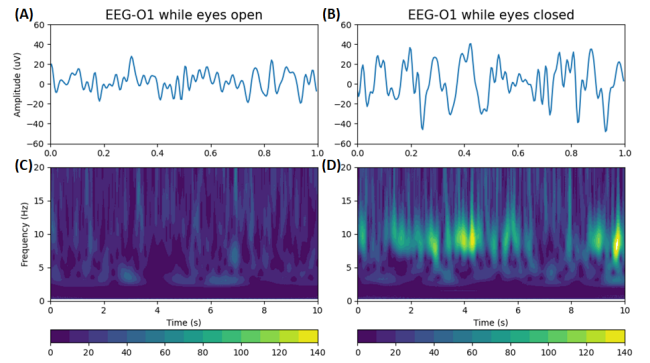 (A) EEG-O1 while eyes open
(B) EEG-O1 while eyes closed
Amplitude (uV)
60
40
20
0
−20
−40
−60
0.0 0.2 0.4 0.6 0.8 1.0
60
40
20
0
−20
−40
−60
0.0 0.2 0.4 0.6 0.8 1.0
(C)
Frequency (Hz)
20
15
10
5
0
0 2 4 6 8 10
Time (s)
(D)
20
15
10
5
0
0 2 4 6 8 10
Time (s)
0 20 40 60 80 100 120 140
0 20 40 60 80 100 120 140